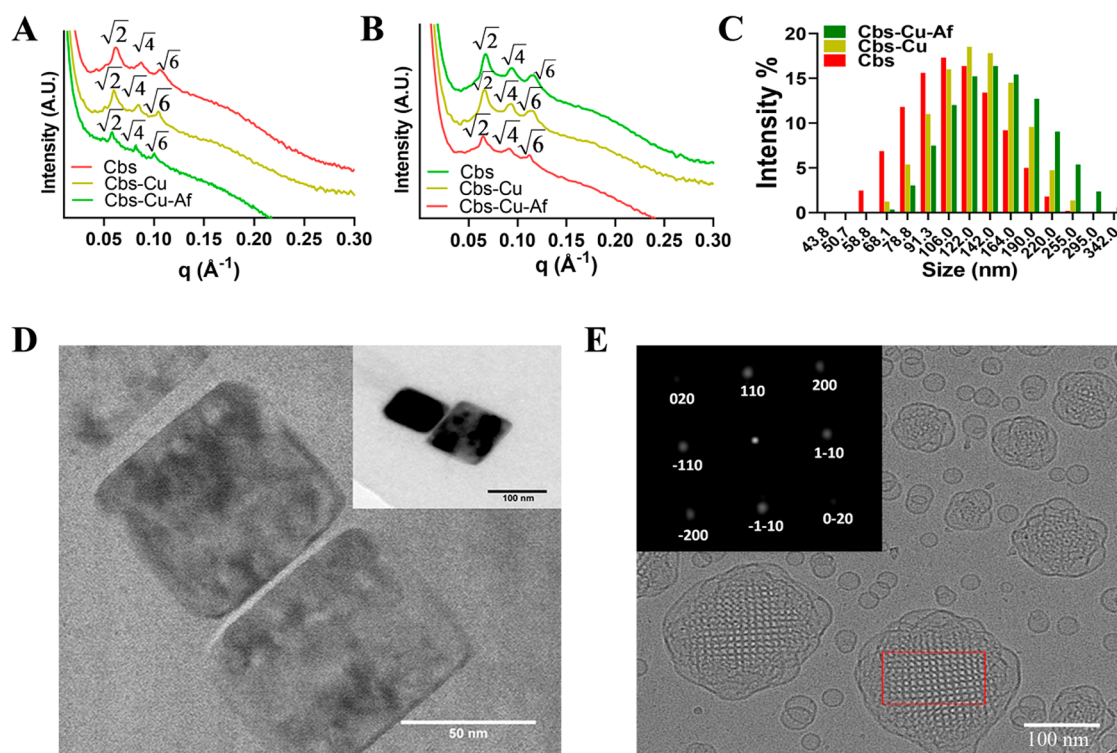 A
Intensity (A.U.)
√2 √4 √6
√2 √4 √6
√2 √4 √6
Cbs
Cbs-Cu
Cbs-Cu-Af
0.05 0.10 0.15 0.20 0.25 0.30
q (Å⁻¹)
B
Intensity (A.U.)
√2 √4 √6
√2 √4 √6
√2 √4 √6
Cbs
Cbs-Cu
Cbs-Cu-Af
0.05 0.10 0.15 0.20 0.25 0.30
q (Å⁻¹)
C
Cbs-Cu-Af
Cbs-Cu
Cbs
Intensity %
20
15
10
5
0
43.8 50.7 58.8 68.1 78.8 91.3 106.0 122.0 142.0 164.0 190.0 220.0 255.0 295.0 342.0
Size (nm)
D
100 nm
50 nm
E
020 110 200
-110 1-10
-200 -1-10 0-20
100 nm